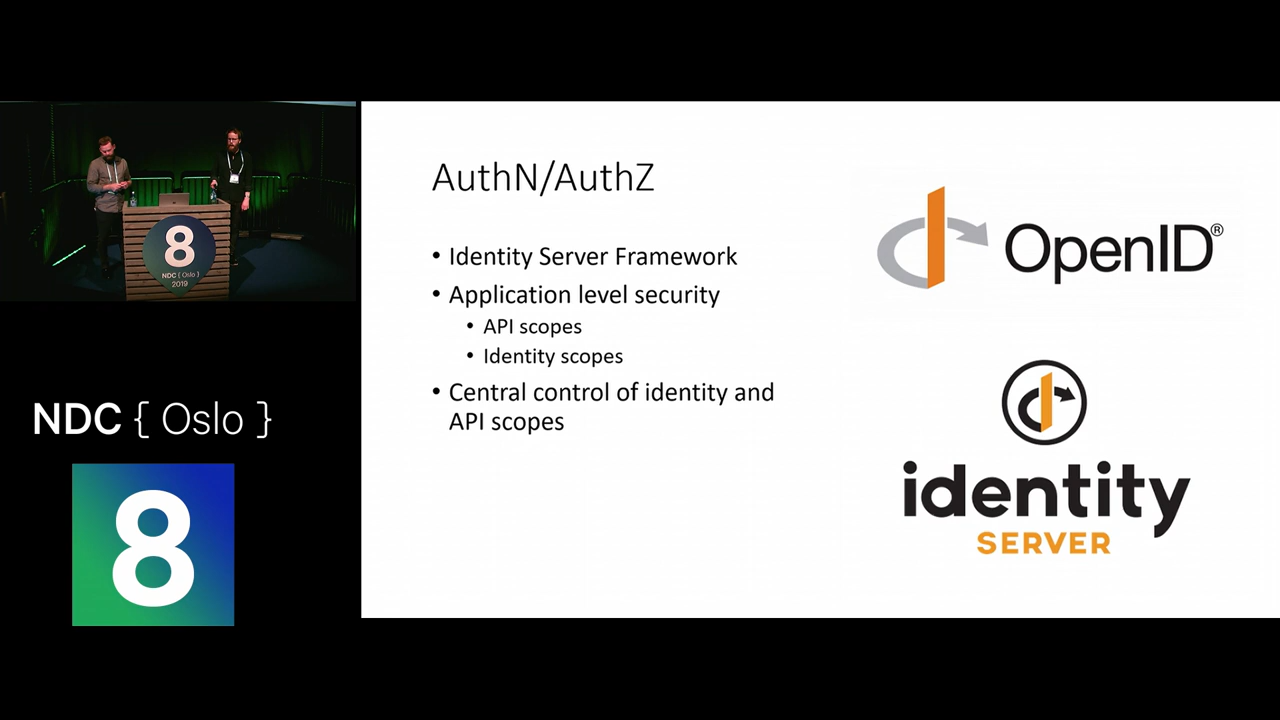 8
NDC { Oslo }
2019
NDC { Oslo }
8
AuthN/AuthZ
• Identity Server Framework
• Application level security
• API scopes
• Identity scopes
• Central control of identity and
API scopes
OpenID®
identity
SERVER